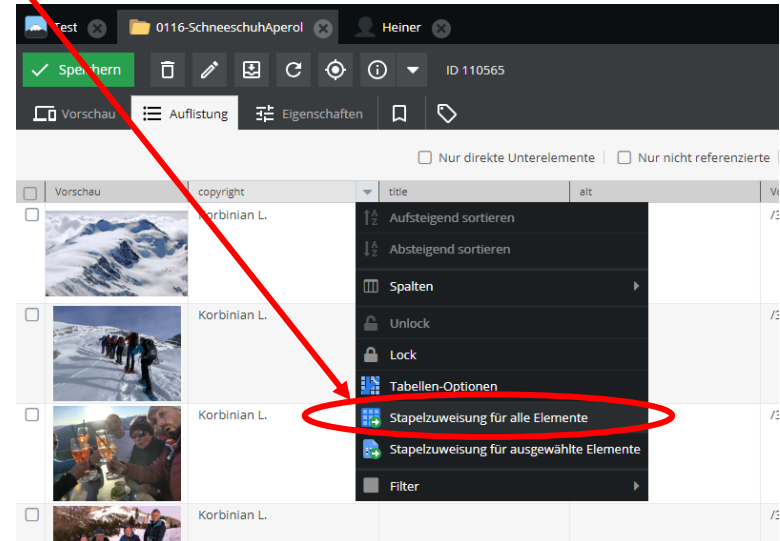 Test 0116-SchneeschuhAperol Heiner
Speichern ID 110565
Vorschau Auflistung Eigenschaften
Nur direkte Unterelemente Nur nicht referenzierte
Vorschau copyright title alt
Korbinian L.
Aufsteigend sortieren
Absteigend sortieren
Spalten
Korbinian L.
Unlock
Lock
Tabellen-Optionen
Korbinian L.
Stapelzuweisung für alle Elemente
Stapelzuweisung für ausgewählte Elemente
Filter
Korbinian L.